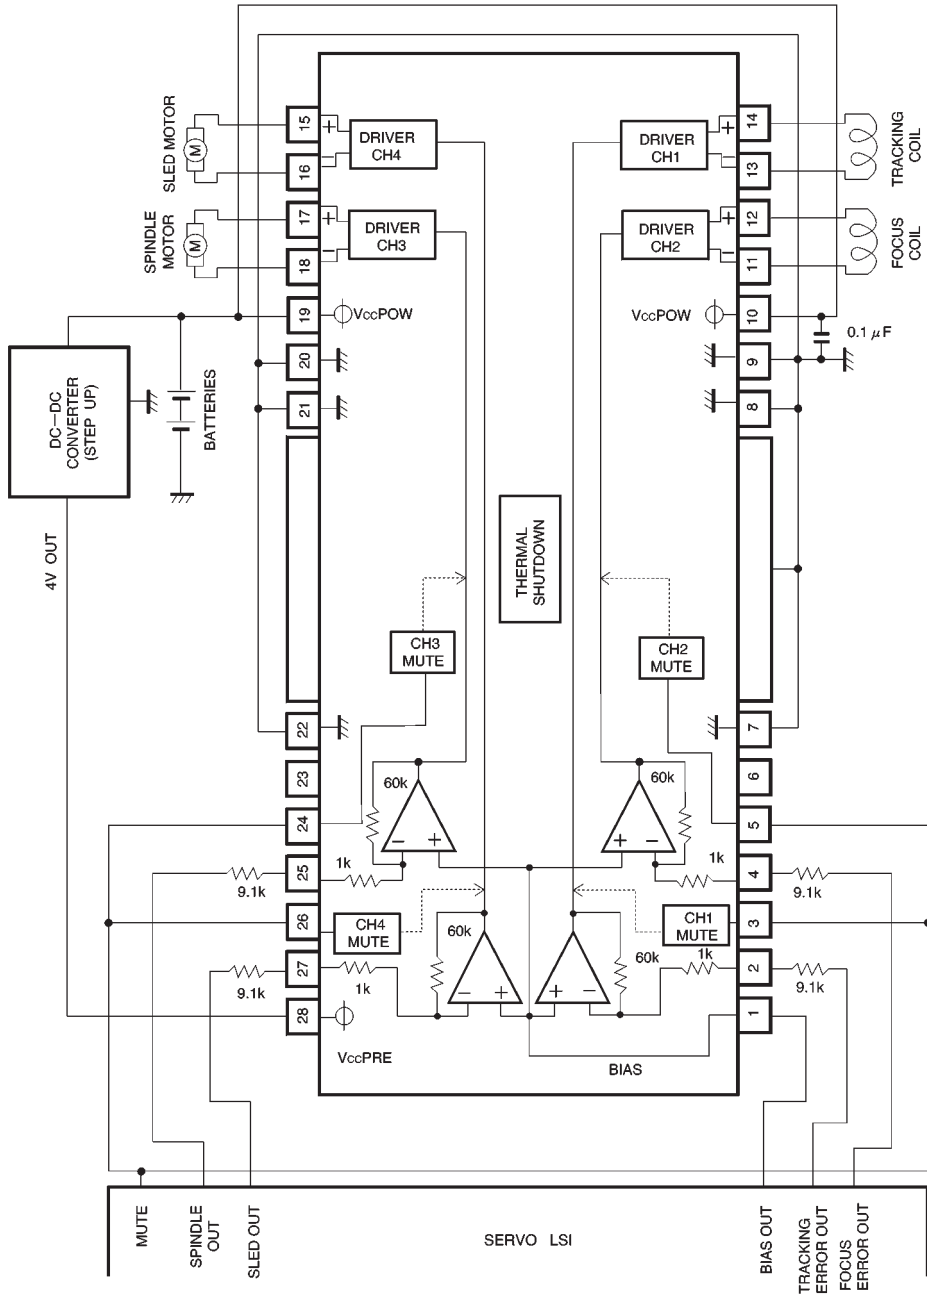 SLED MOTOR
M
15
+
DRIVER
CH4
16
−
SPINDLE
MOTOR
M
17
+
DRIVER
CH3
18
−
DRIVER
CH1
+
14
−
13
TRACKING
COIL
DRIVER
CH2
+
12
−
11
FOCUS
COIL
19
VccPOW
VccPOW
10
0.1 μF
20
9
21
8
DC−DC
CONVERTER
(STEP UP)
BATTERIES
4V OUT
THERMAL
SHUTDOWN
CH3
MUTE
CH2
MUTE
22
7
23
6
24
5
60k
− +
60k
+ −
25
9.1k
1k
1k
4
9.1k
26
CH4
MUTE
60k
− +
CH1
MUTE
3
60k
+ −
27
9.1k
1k
1k
2
9.1k
28
VccPRE
1
BIAS
MUTE
SPINDLE
OUT
SLED OUT
SERVO LSI
BIAS OUT
TRACKING
ERROR OUT
FOCUS
ERROR OUT